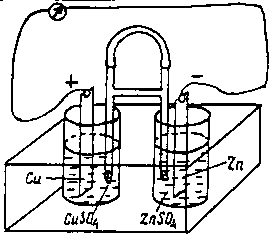 + −
Cu Zn
CuSO₄ ZnSO₄